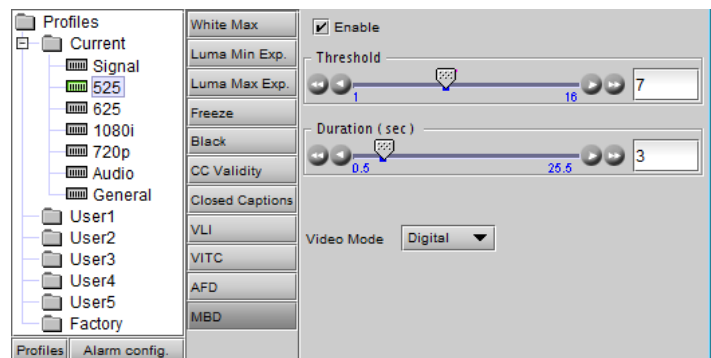 Profiles
Current
Signal
525
625
1080i
720p
Audio
General
User1
User2
User3
User4
User5
Factory
Profiles
Alarm config.
White Max
Luma Min Exp.
Luma Max Exp.
Freeze
Black
CC Validity
Closed Captions
VLI
VITC
AFD
MBD
Enable
Threshold
1
16
7
Duration ( sec )
0.5
25.5
3
Video Mode
Digital